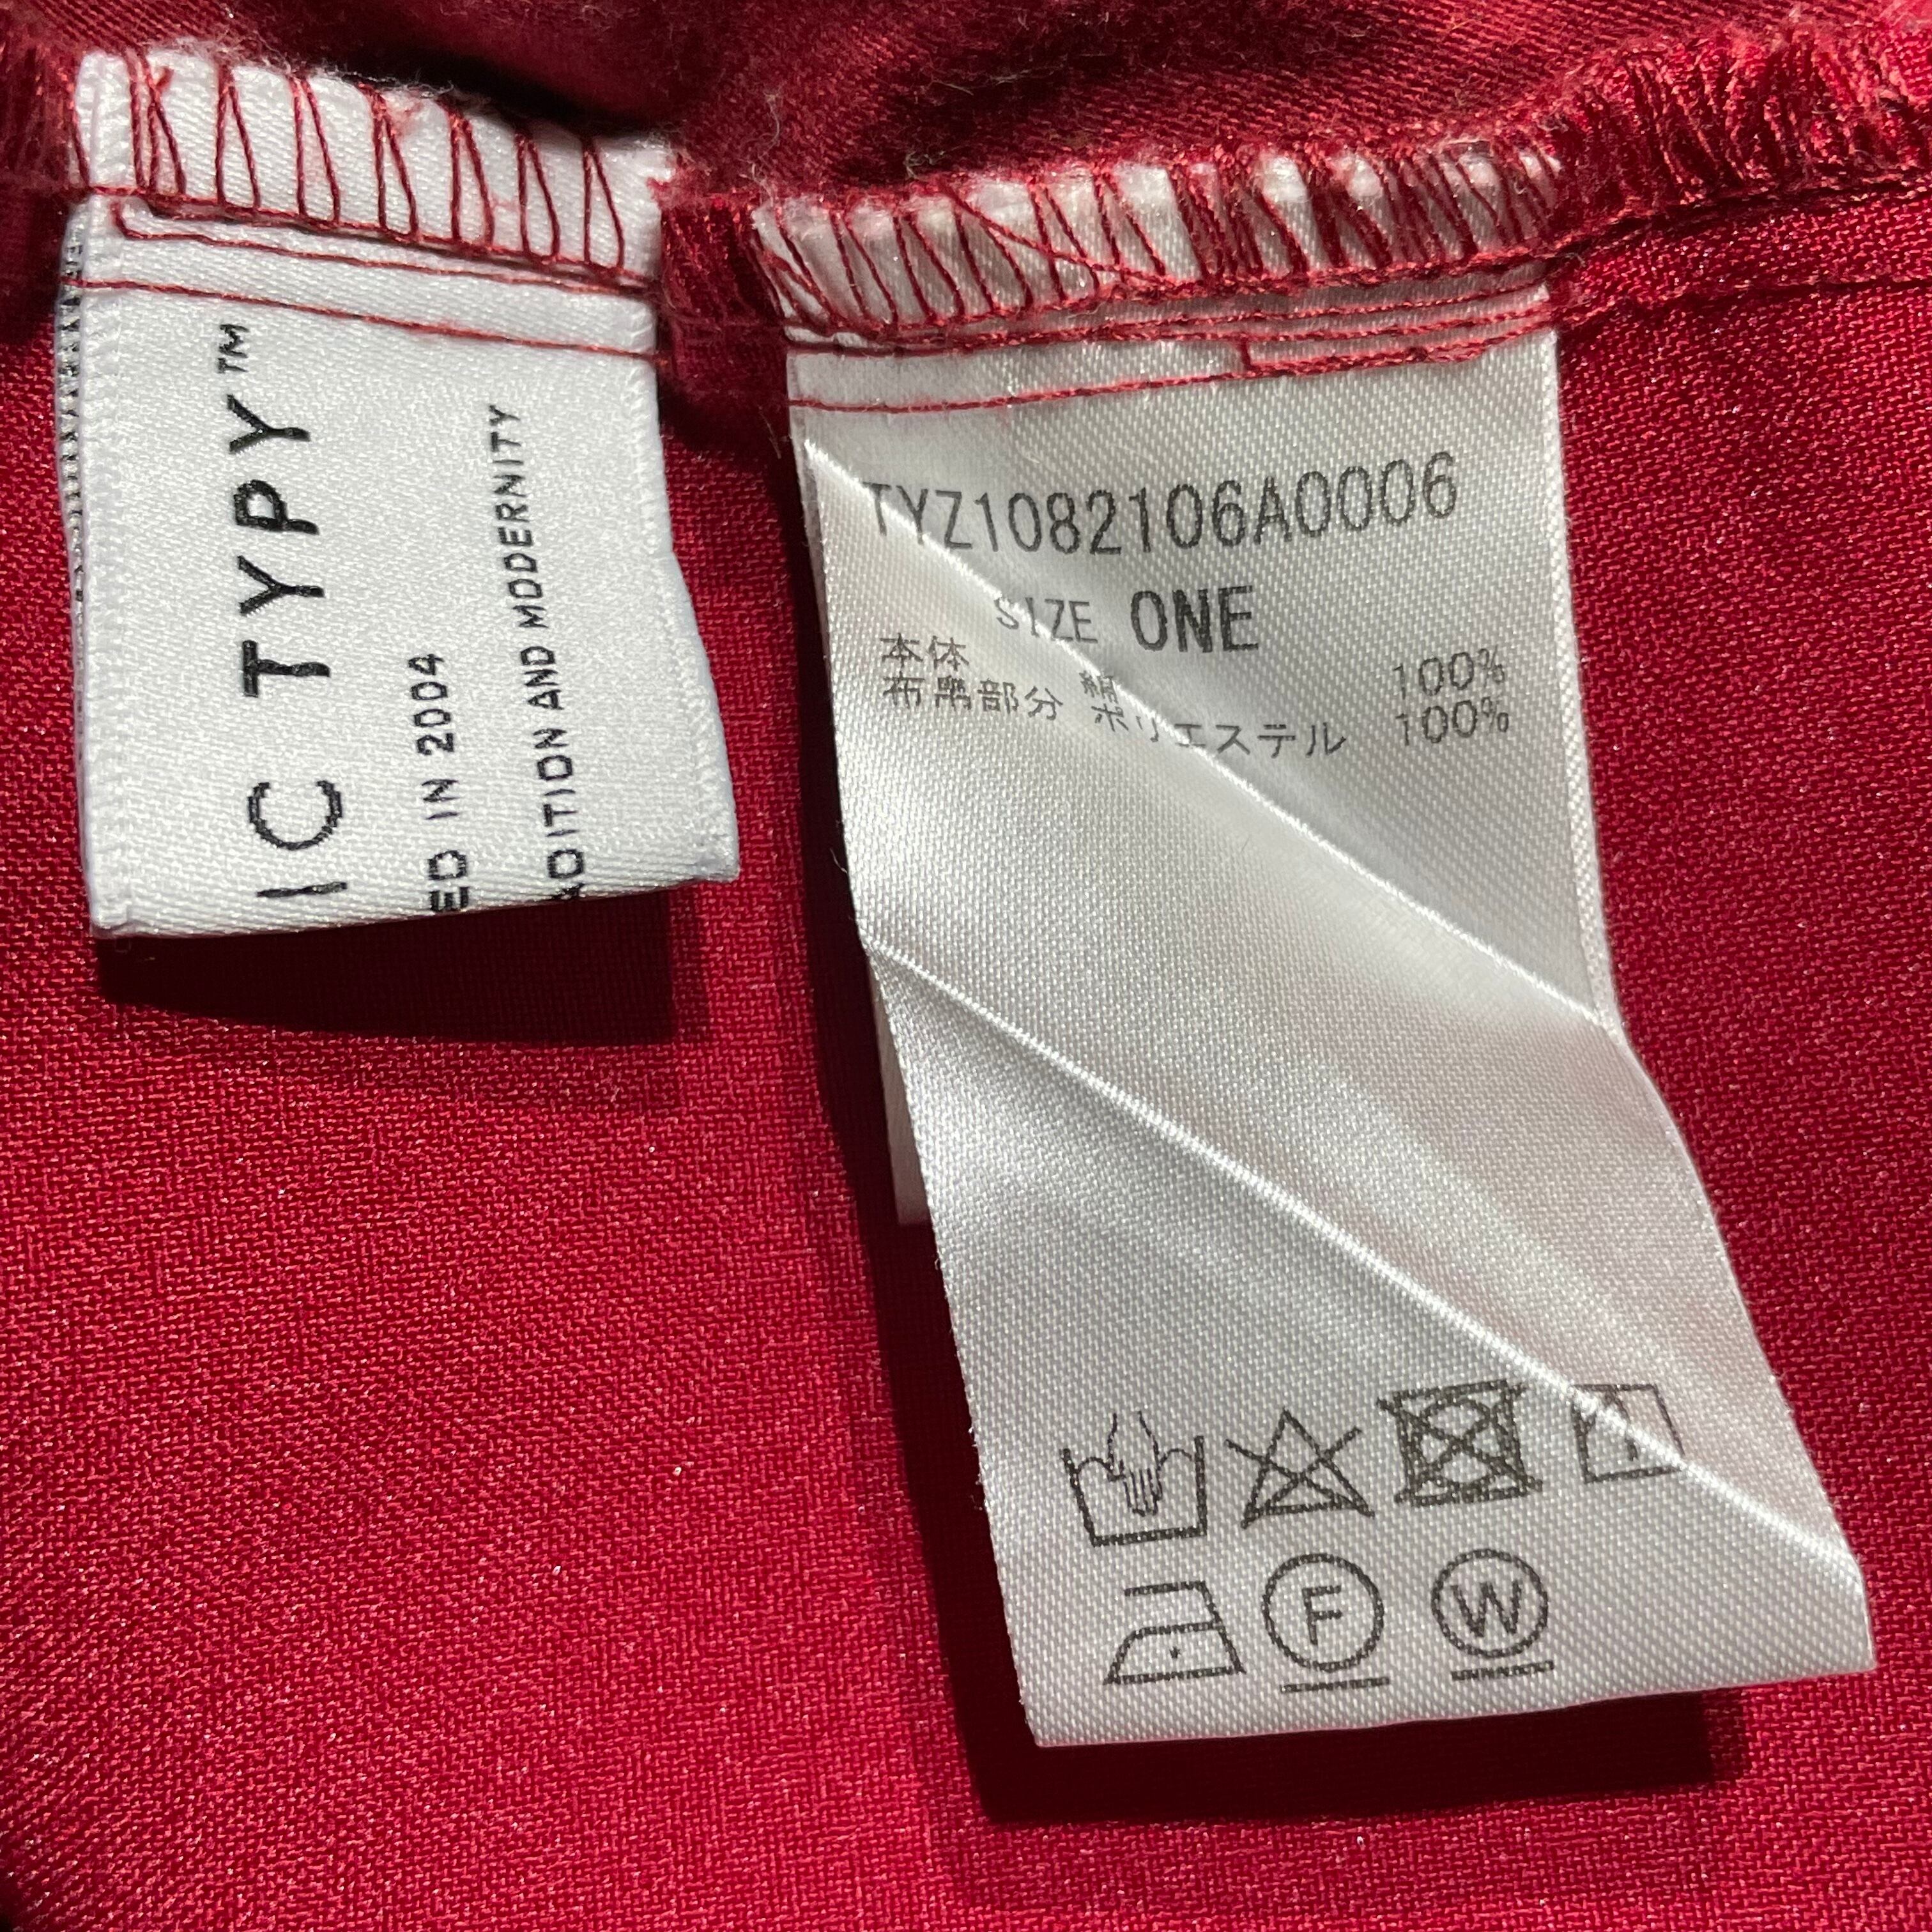 IC TYPY™
ED IN 2004
DITION AND MODERNITY
TYZ1082106A0006
SIZE ONE
本体 綿 100%
布帛部分 ポリエステル 100%
F
W